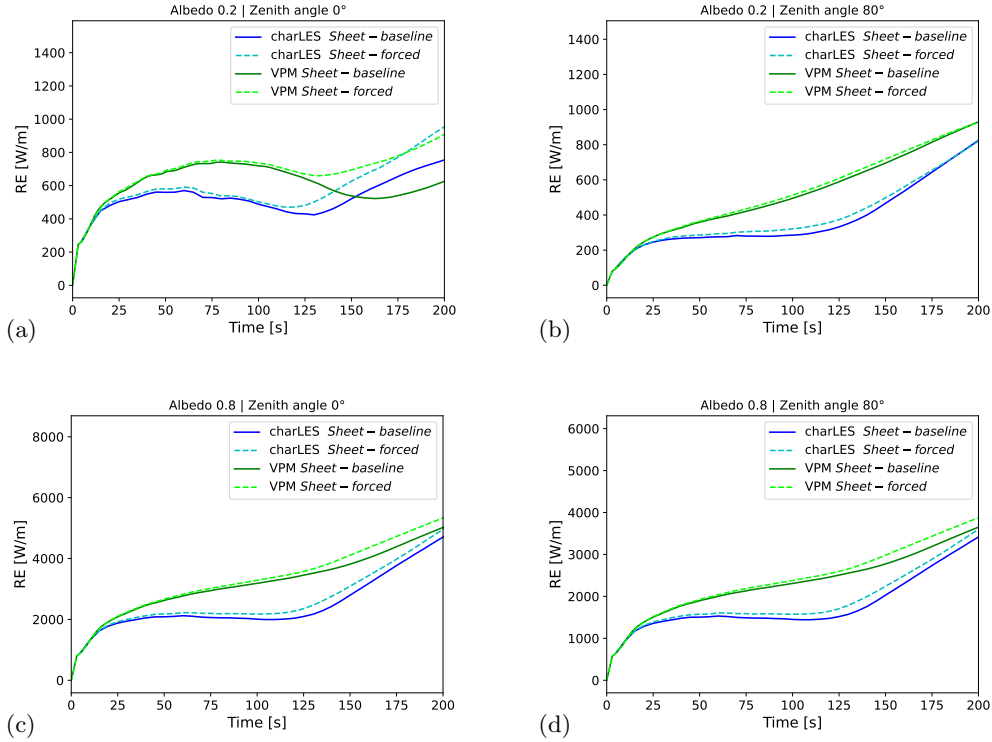 Albedo 0.2 | Zenith angle 0°
charLES Sheet−baseline
charLES Sheet−forced
VPM Sheet−baseline
VPM Sheet−forced
RE [W/m]
1400
1200
1000
800
600
400
200
0
0 25 50 75 100 125 150 175 200
Time [s]
(a)
Albedo 0.2 | Zenith angle 80°
charLES Sheet−baseline
charLES Sheet−forced
VPM Sheet−baseline
VPM Sheet−forced
RE [W/m]
1400
1200
1000
800
600
400
200
0
0 25 50 75 100 125 150 175 200
Time [s]
(b)
Albedo 0.8 | Zenith angle 0°
charLES Sheet−baseline
charLES Sheet−forced
VPM Sheet−baseline
VPM Sheet−forced
RE [W/m]
8000
6000
4000
2000
0
0 25 50 75 100 125 150 175 200
Time [s]
(c)
Albedo 0.8 | Zenith angle 80°
charLES Sheet−baseline
charLES Sheet−forced
VPM Sheet−baseline
VPM Sheet−forced
RE [W/m]
6000
5000
4000
3000
2000
1000
0
0 25 50 75 100 125 150 175 200
Time [s]
(d)